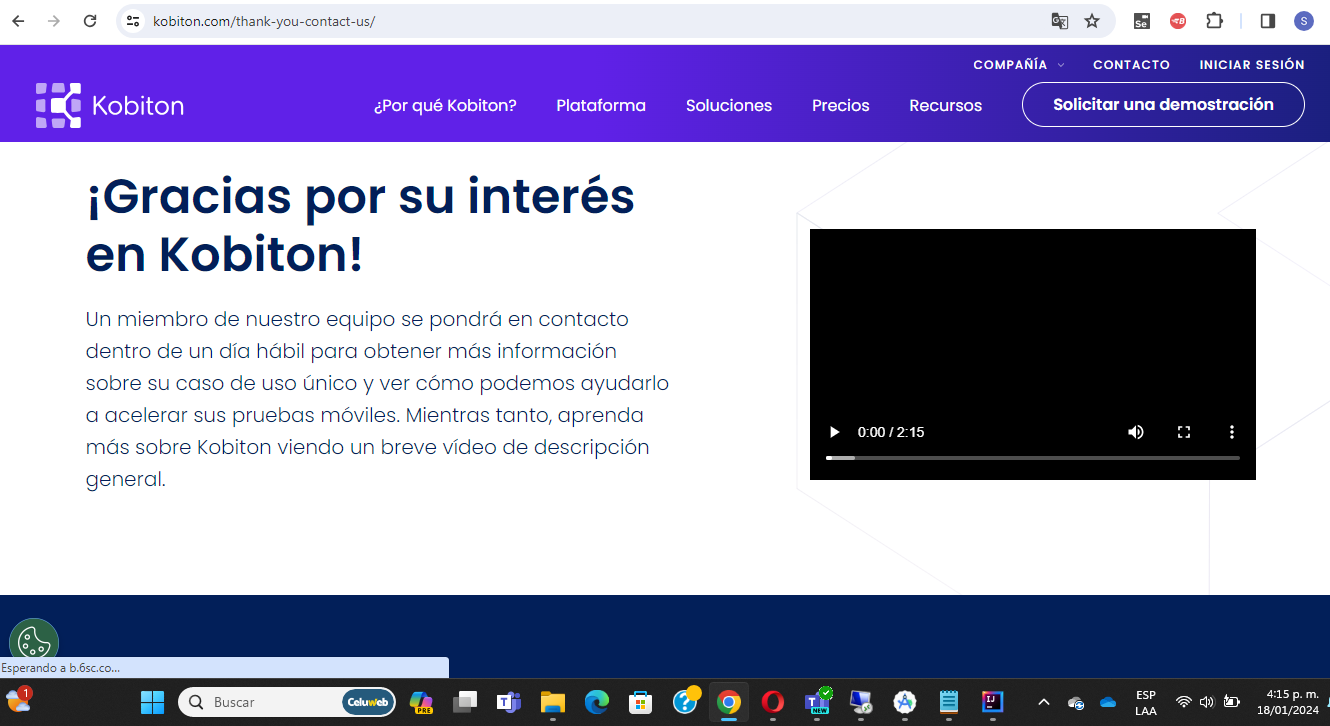 kobiton.com/thank-you-contact-us/
Se
S
COMPAÑÍA
CONTACTO
INICIAR SESIÓN
Kobiton
¿Por qué Kobiton?
Plataforma
Soluciones
Precios
Recursos
Solicitar una demostración
¡Gracias por su interés
en Kobiton!
Un miembro de nuestro equipo se pondrá en contacto
dentro de un día hábil para obtener más información
sobre su caso de uso único y ver cómo podemos ayudarlo
a acelerar sus pruebas móviles. Mientras tanto, aprenda
más sobre Kobiton viendo un breve vídeo de descripción
general.
0:00 / 2:15
Esperando a b.6sc.co...
1
Buscar
CeluWeb
PRE
T
NEW
IJ
ESP
LAA
4:15 p. m.
18/01/2024